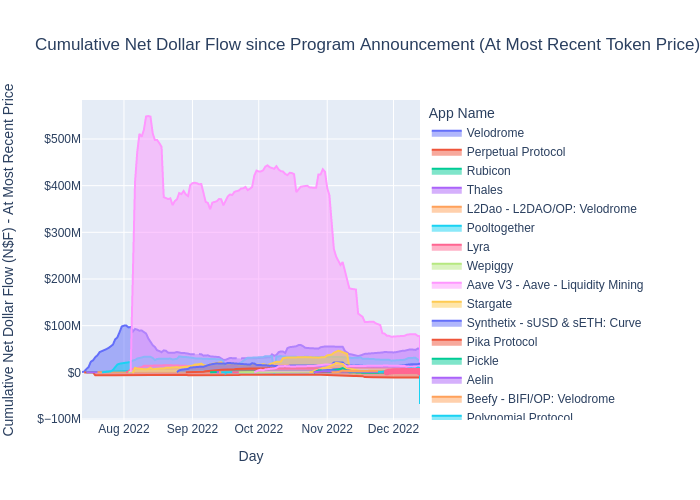 Cumulative Net Dollar Flow since Program Announcement (At Most Recent Token Price)
Cumulative Net Dollar Flow (N$F) - At Most Recent Price
$500M
$400M
$300M
$200M
$100M
$0
$−100M
Aug 2022
Sep 2022
Oct 2022
Nov 2022
Dec 2022
Day
App Name
Velodrome
Perpetual Protocol
Rubicon
Thales
L2Dao - L2DAO/OP: Velodrome
Pooltogether
Lyra
Wepiggy
Aave V3 - Aave - Liquidity Mining
Stargate
Synthetix - sUSD & sETH: Curve
Pika Protocol
Pickle
Aelin
Beefy - BIFI/OP: Velodrome
Polynomial Protocol